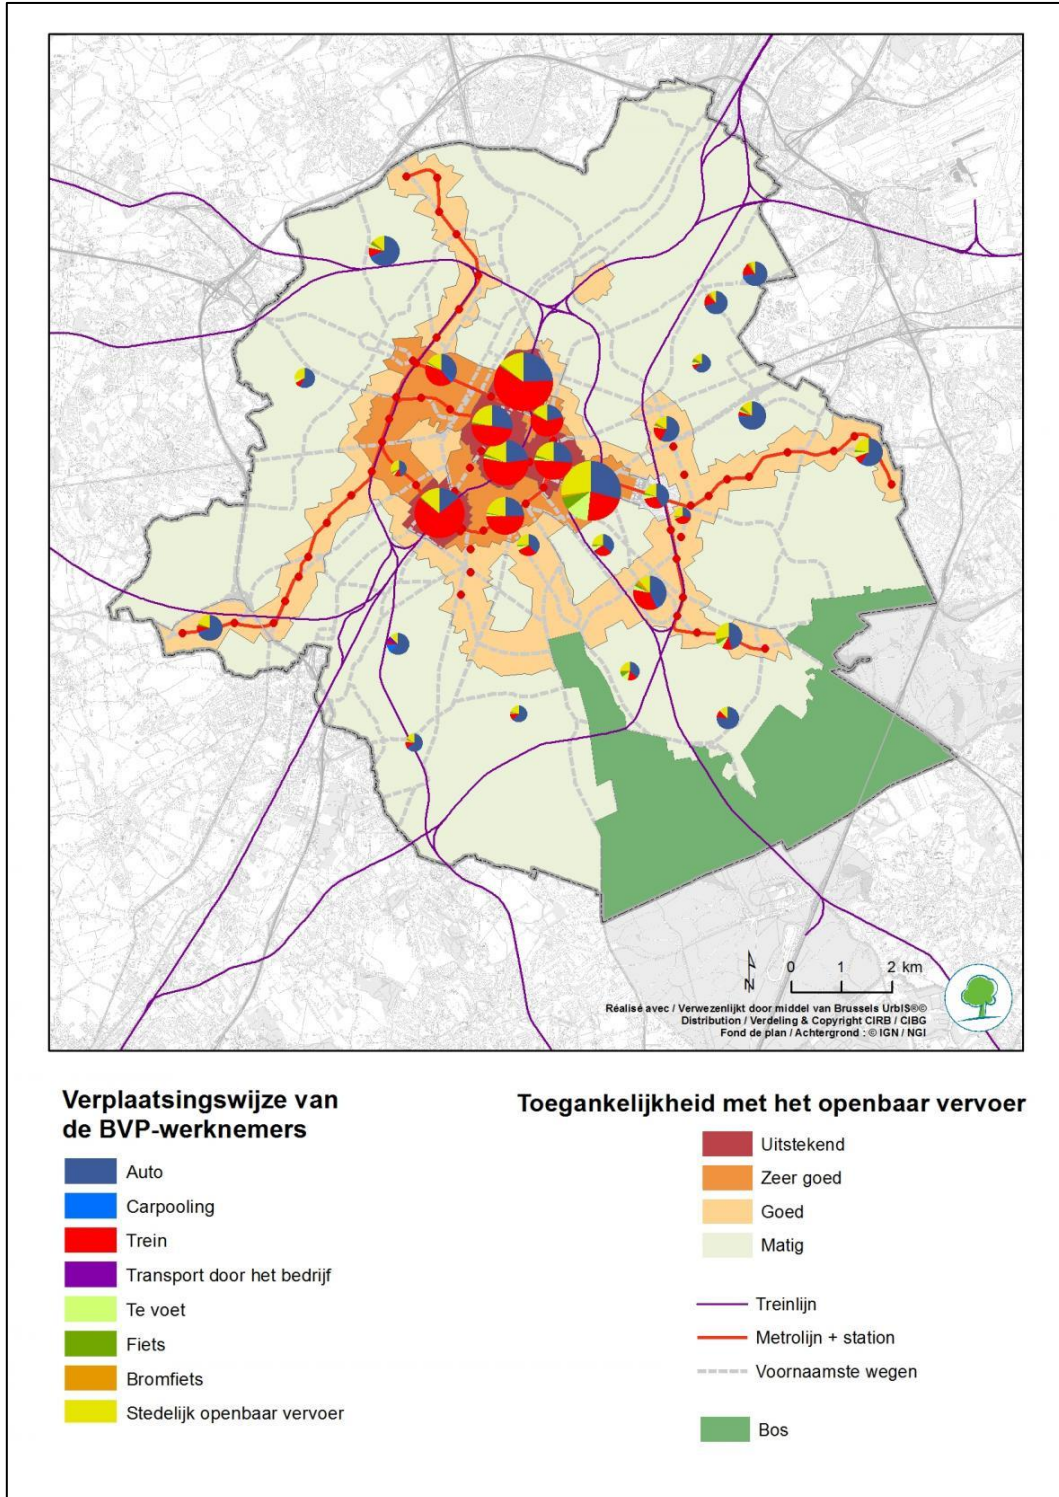 N
0 1 2 km
Réalisé avec / Verwezenlijkt door middel van Brussels UrbIS®©
Distribution / Verdeling & Copyright CIRB / CIBG
Fond de plan / Achtergrond : © IGN / NGI
Verplaatsingswijze van
de BVP-werknemers
Auto
Carpooling
Trein
Transport door het bedrijf
Te voet
Fiets
Bromfiets
Stedelijk openbaar vervoer
Toegankelijkheid met het openbaar vervoer
Uitstekend
Zeer goed
Goed
Matig
Treinlijn
Metrolijn + station
Voornaamste wegen
Bos